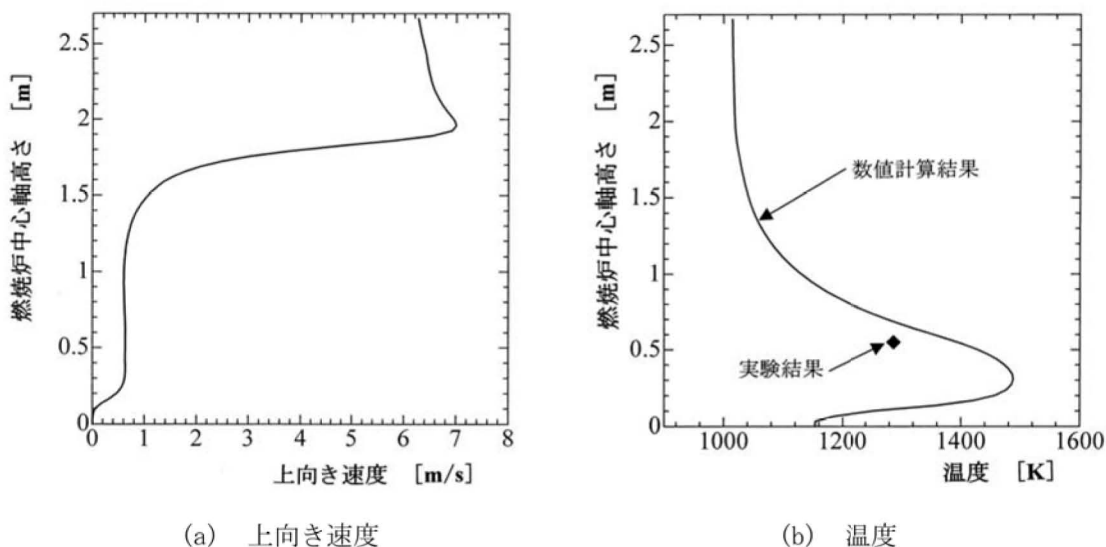 2.5
2
1.5
1
0.5
0
燃焼炉中心軸高さ [m]
0 1 2 3 4 5 6 7 8
上向き速度 [m/s]
(a) 上向き速度
2.5
2
1.5
1
0.5
0
燃焼炉中心軸高さ [m]
数値計算結果
実験結果
1000 1200 1400 1600
温度 [K]
(b) 温度